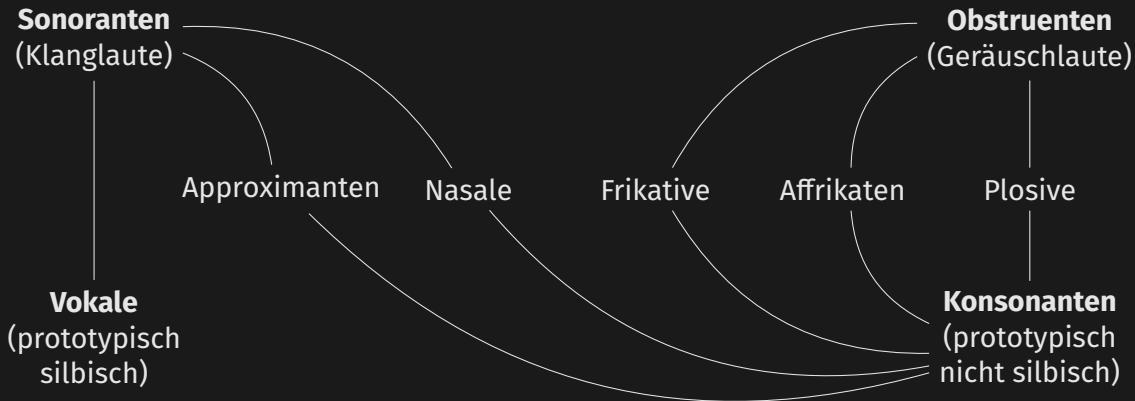 Sonoranten
(Klanglaute)
Obstruenten
(Geräuschlaute)
Approximanten
Nasale
Frikative
Affrikaten
Plosive
Vokale
(prototypisch
silbisch)
Konsonanten
(prototypisch
nicht silbisch)